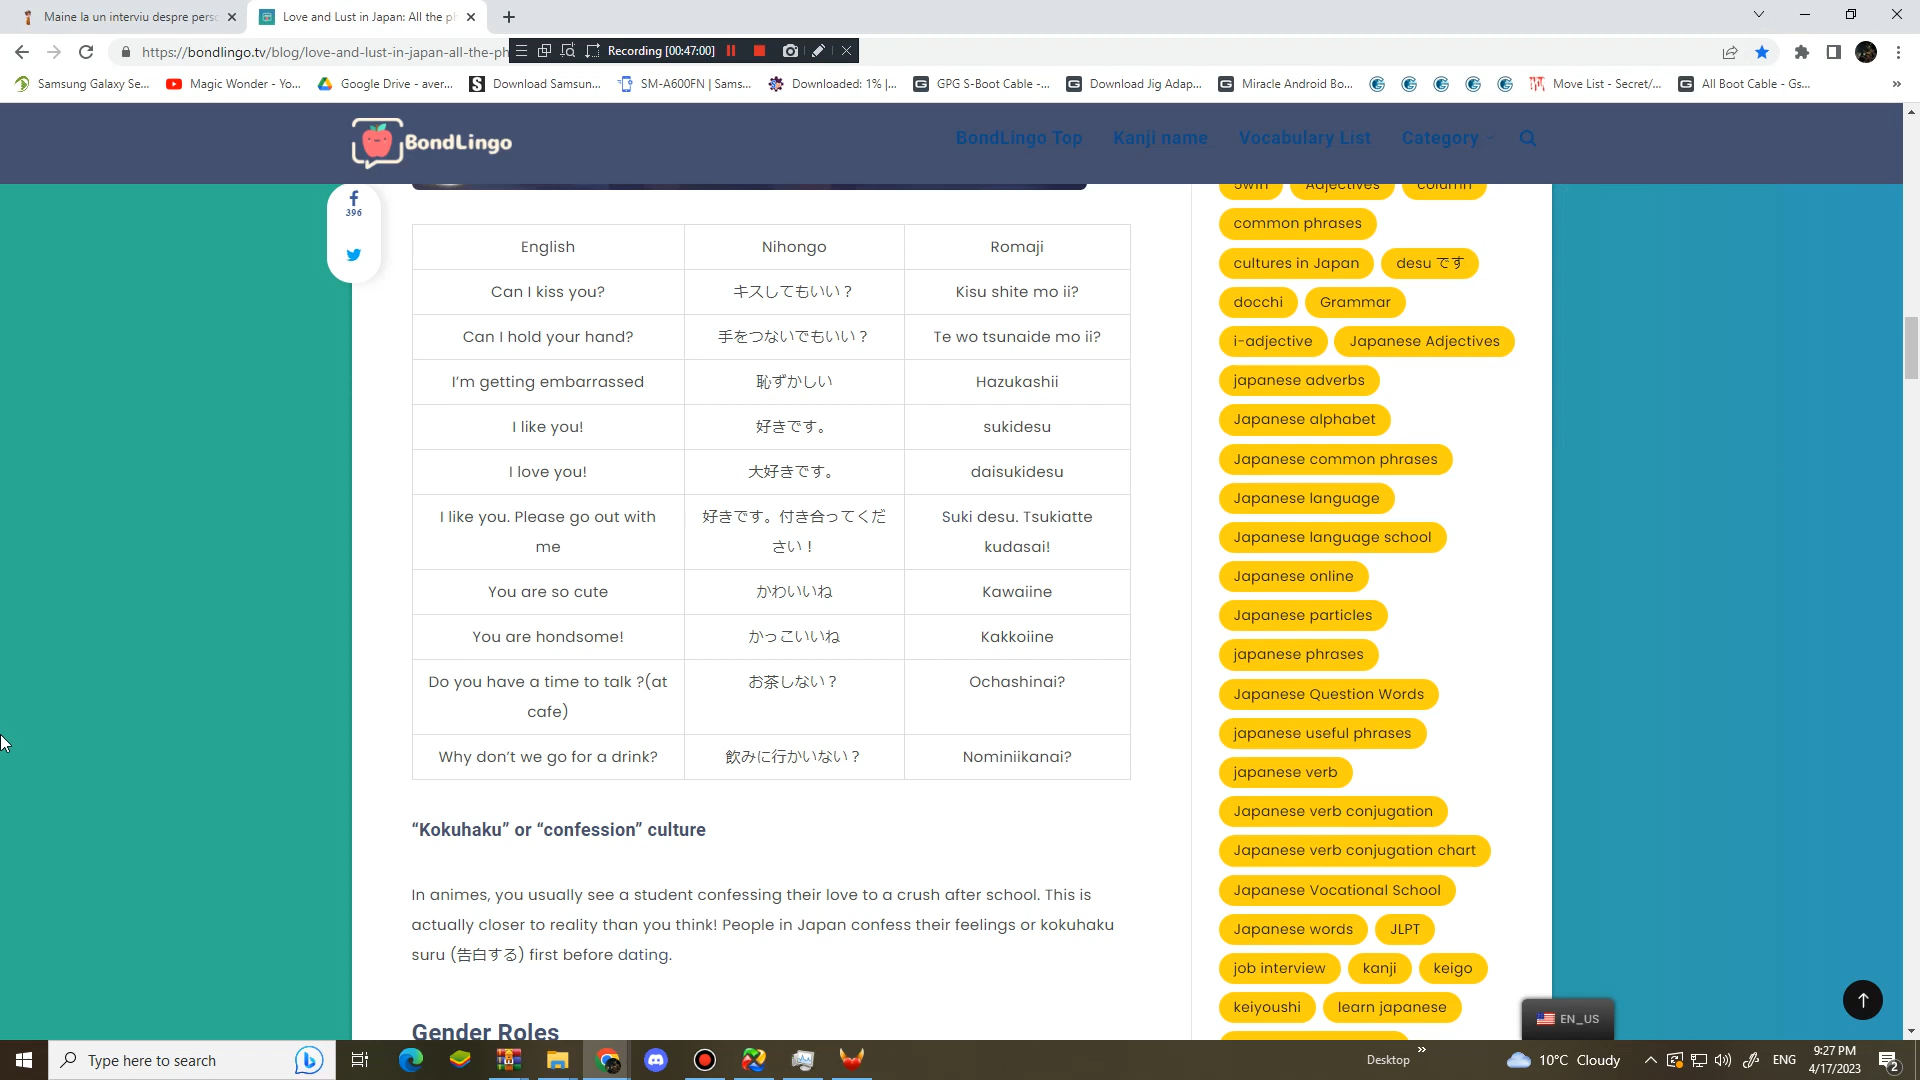 Maine la un interviu despre pers
Love and Lust in Japan: All the ph
https://bondlingo.tv/blog/love-and-lust-in-japan-all-the-ph
Recording [00:47:00]
Samsung Galaxy Se...
Magic Wonder - Yo...
Google Drive - aver...
Download Samsun...
SM-A600FN | Sams...
Downloaded: 1% |...
GPG S-Boot Cable -...
Download Jig Adap...
Miracle Android Bo...
Move List - Secret/...
All Boot Cable - Gs...
BondLingo
BondLingo Top
Kanji name
Vocabulary List
Category
396
English Nihongo Romaji
Can I kiss you? キスしてもいい？ Kisu shite mo ii?
Can I hold your hand? 手をつないでもいい？ Te wo tsunaide mo ii?
I'm getting embarrassed 恥ずかしい Hazukashii
I like you! 好きです。 sukidesu
I love you! 大好きです。 daisukidesu
I like you. Please go out with 好きです。付き合ってくだ Suki desu. Tsukiatte
me さい！ kudasai!
You are so cute かわいいね Kawaiine
You are hondsome! かっこいいね Kakkoiine
Do you have a time to talk ?(at お茶しない？ Ochashinai?
cafe)
Why don't we go for a drink? 飲みに行かいない？ Nominiikanai?
“Kokuhaku” or “confession” culture
In animes, you usually see a student confessing their love to a crush after school. This is
actually closer to reality than you think! People in Japan confess their feelings or kokuhaku
suru (告白する) first before dating.
Gender Roles
5w1h Adjectives column
common phrases
cultures in Japan desu です
docchi Grammar
i-adjective Japanese Adjectives
japanese adverbs
Japanese alphabet
Japanese common phrases
Japanese language
Japanese language school
Japanese online
Japanese particles
japanese phrases
Japanese Question Words
japanese useful phrases
japanese verb
Japanese verb conjugation
Japanese verb conjugation chart
Japanese Vocational School
Japanese words JLPT
job interview kanji keigo
keiyoushi learn japanese
EN_US
Type here to search
Desktop
10°C Cloudy
ENG
9:27 PM
4/17/2023
2